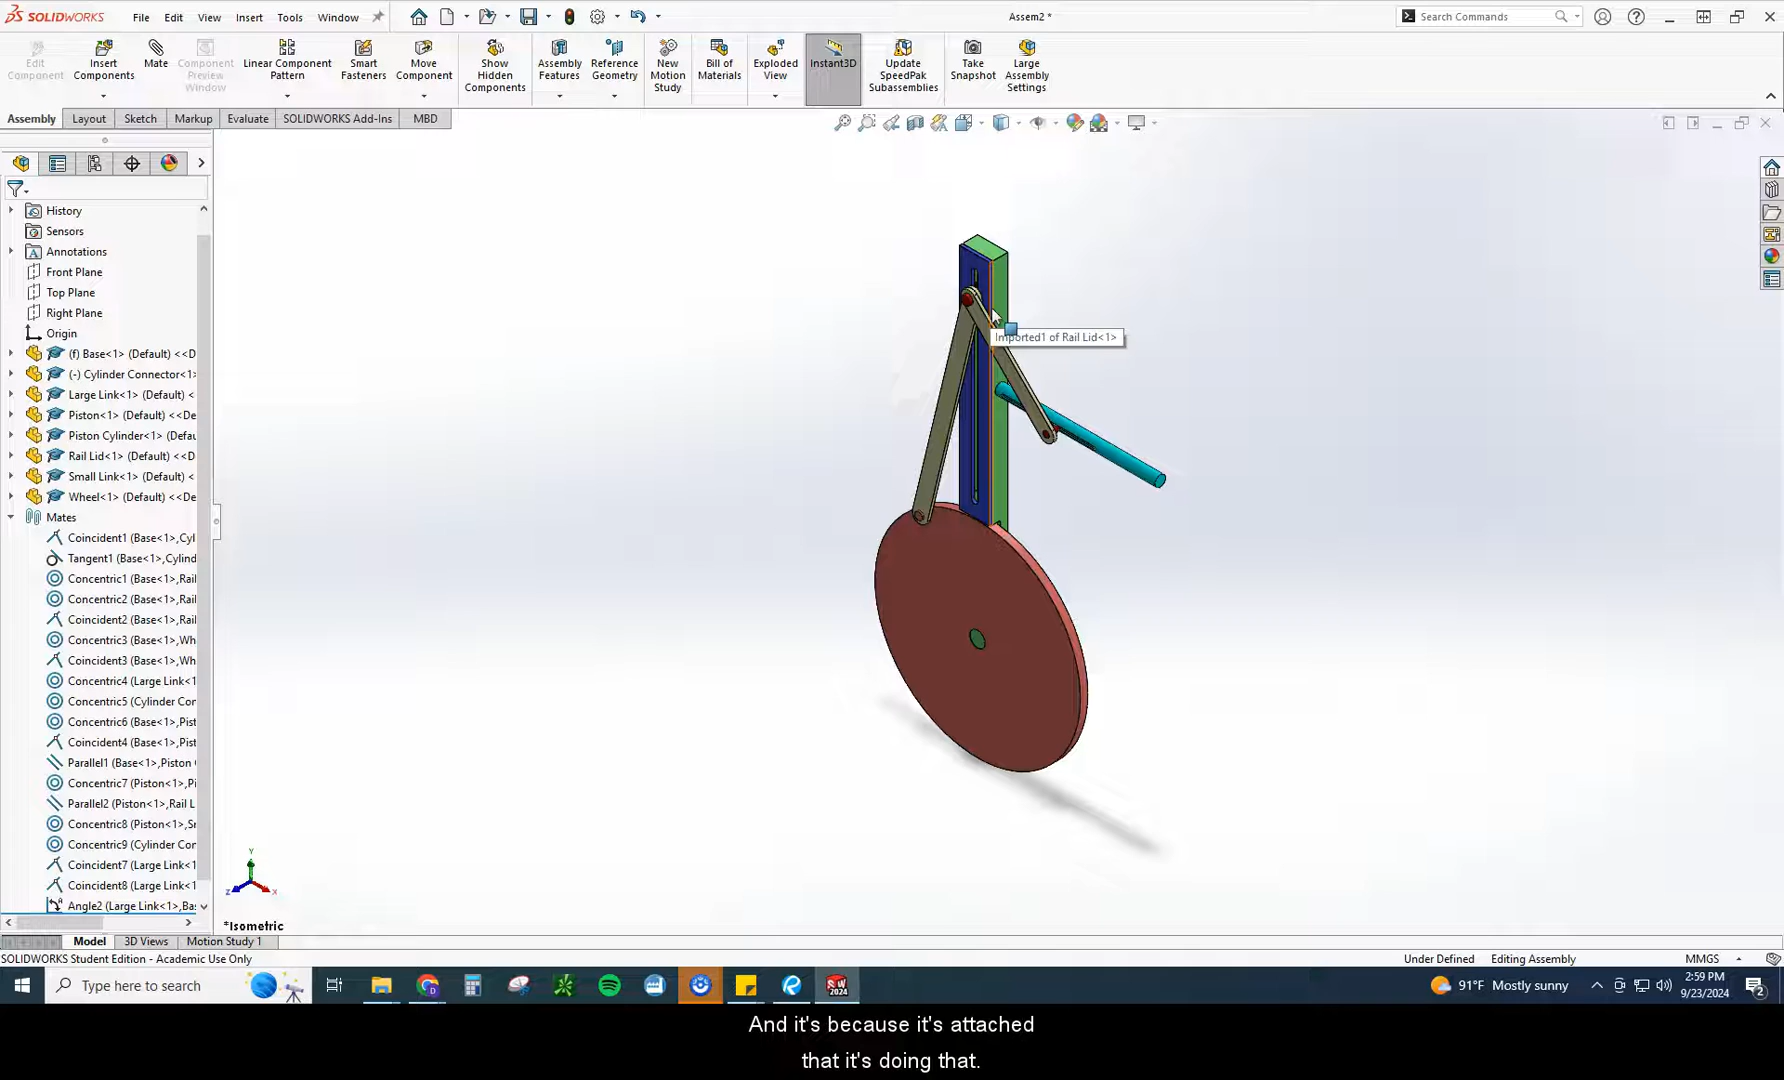 SOLIDWORKS
File
Edit
View
Insert
Tools
Window
Assem2 *
Search Commands
Edit
Component
Insert
Components
Mate
Component
Preview
Window
Linear Component
Pattern
Smart
Fasteners
Move
Component
Show
Hidden
Components
Assembly
Features
Reference
Geometry
New
Motion
Study
Bill of
Materials
Exploded
View
Instant3D
Update
SpeedPak
Subassemblies
Take
Snapshot
Large
Assembly
Settings
Assembly
Layout
Sketch
Markup
Evaluate
SOLIDWORKS Add-Ins
MBD
History
Sensors
Annotations
Front Plane
Top Plane
Right Plane
Origin
(f) Base<1> (Default) <<D
(-) Cylinder Connector<1>
Large Link<1> (Default) <
Piston<1> (Default) <<De
Piston Cylinder<1> (Defau
Rail Lid<1> (Default) <<D
Small Link<1> (Default) <
Wheel<1> (Default) <<De
Mates
Coincident1 (Base<1>,Cyl
Tangent1 (Base<1>,Cylind
Concentric1 (Base<1>,Rai
Concentric2 (Base<1>,Rai
Coincident2 (Base<1>,Rai
Concentric3 (Base<1>,Wh
Coincident3 (Base<1>,Wh
Concentric4 (Large Link<1
Concentric5 (Cylinder Con
Concentric6 (Base<1>,Pist
Coincident4 (Base<1>,Pist
Parallel1 (Base<1>,Piston
Concentric7 (Piston<1>,Pi
Parallel2 (Piston<1>,Rail L
Concentric8 (Piston<1>,Sr
Concentric9 (Cylinder Con
Coincident7 (Large Link<1
Coincident8 (Large Link<1
Angle2 (Large Link<1>,Bas
Imported1 of Rail Lid<1>
Y
Z
X
*Isometric
Model
3D Views
Motion Study 1
SOLIDWORKS Student Edition - Academic Use Only
Under Defined
Editing Assembly
MMGS
Type here to search
SW
2024
91°F Mostly sunny
2:59 PM
9/23/2024
2
And it's because it's attached
that it's doing that.